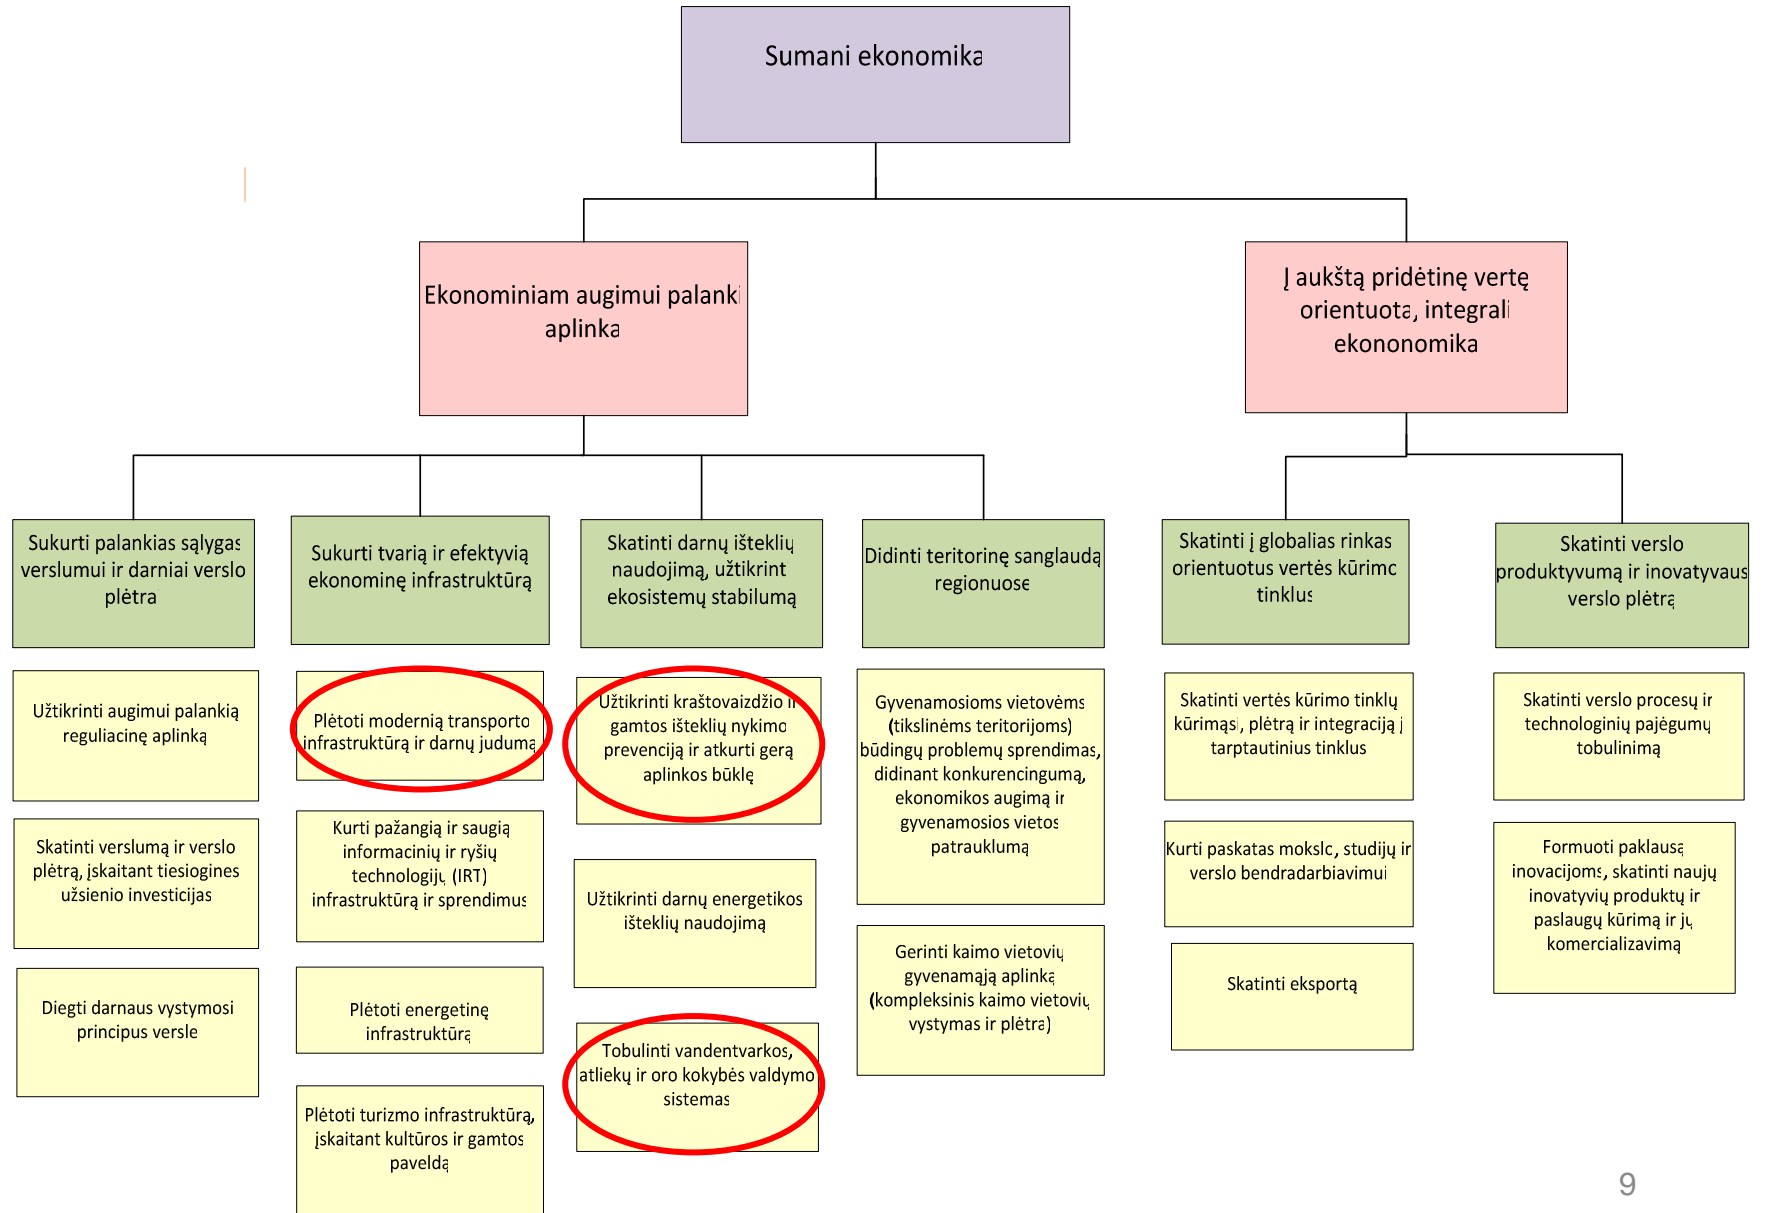 Sumani ekonomika
Ekonominiam augimui palanki
aplinka
Į aukštą pridėtinę vertę
orientuota, integrali
ekononomika
Sukurti palankias sąlygas
verslumui ir darniai verslo
plėtrai
Sukurti tvarią ir efektyvią
ekonominę infrastruktūrą
Skatinti darnų išteklių
naudojimą, užtikrint
ekosistemų stabilumą
Didinti teritorinę sanglaudą
regionuose
Skatinti į globalias rinkas
orientuotus vertės kūrimo
tinklus
Skatinti verslo
produktyvumą ir inovatyvaus
verslo plėtrą
Užtikrinti augimui palankią
reguliacinę aplinką
Skatinti verslumą ir verslo
plėtrą, įskaitant tiesiogines
užsienio investicijas
Diegti darnaus vystymosi
principus versle
Plėtoti modernią transporto
infrastruktūrą ir darnų judumą
Kurti pažangią ir saugią
informacinių ir ryšių
technologijų (IRT)
infrastruktūrą ir sprendimus
Plėtoti energetinę
infrastruktūrą
Plėtoti turizmo infrastruktūrą,
įskaitant kultūros ir gamtos
paveldą
Užtikrinti kraštovaizdžio ir
gamtos išteklių nykimo
prevenciją ir atkurti gerą
aplinkos būklę
Užtikrinti darnų energetikos
išteklių naudojimą
Tobulinti vandentvarkos,
atliekų ir oro kokybės valdymo
sistemas
Gyvenamosioms vietovėms
(tikslinėms teritorijoms)
būdingų problemų sprendimas,
didinant konkurencingumą,
ekonomikos augimą ir
gyvenamosios vietos
patrauklumą
Gerinti kaimo vietovių
gyvenamąją aplinką
(kompleksinis kaimo vietovių
vystymas ir plėtra)
Skatinti vertės kūrimo tinklų
kūrimąsi, plėtrą ir integraciją į
tarptautinius tinklus
Kurti paskatas mokslo, studijų ir
verslo bendradarbiavimui
Skatinti eksportą
Skatinti verslo procesų ir
technologinių pajėgumų
tobulinimą
Formuoti paklausą
inovacijoms, skatinti naujų
inovatyvių produktų ir
paslaugų kūrimą ir jų
komercializavimą
9